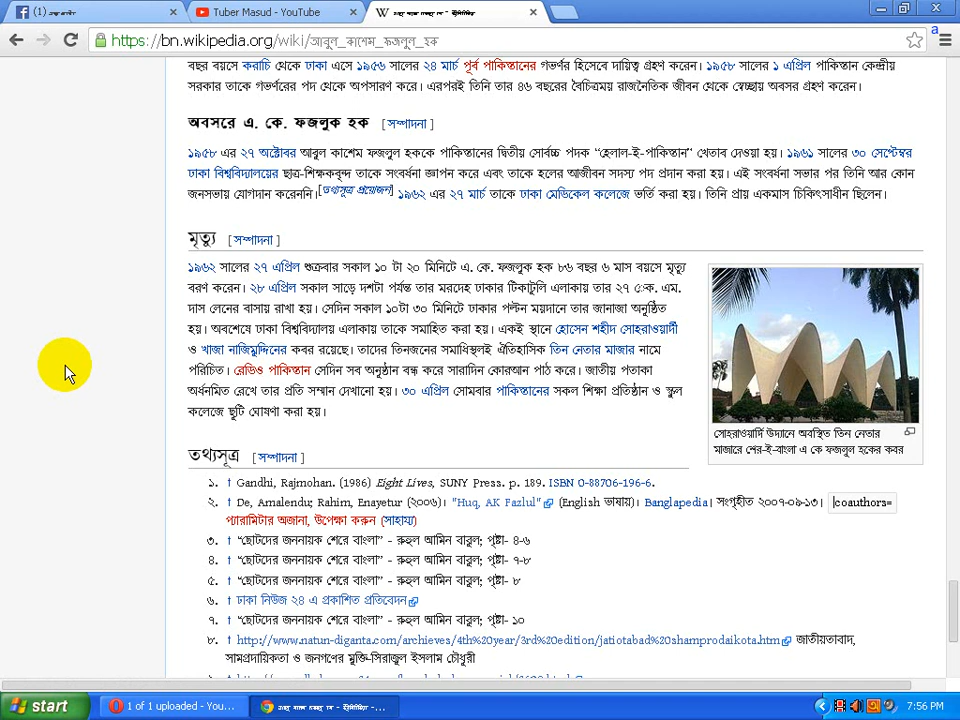 (1)
Tuber Masud - YouTube
https://bn.wikipedia.org/wiki/আবুল_কাশেম_ফজলুল_হক
বছর বয়সে করাচি থেকে ঢাকা এসে ১৯৫৬ সালের ২৪ মার্চ পূর্ব পাকিস্তানের গভর্ণর হিসেবে দায়িত্ব গ্রহণ করেন। ১৯৫৮ সালের ১ এপ্রিল পাকিস্তান কেন্দ্রীয়
সরকার তাকে গভর্ণরের পদ থেকে অপসারণ করে। এরপরই তিনি তার ৪৬ বছরের বৈচিত্রময় রাজনৈতিক জীবন থেকে স্বেচ্ছায় অবসর গ্রহণ করেন।
অবসরে এ. কে. ফজলুক হক [সম্পাদনা]
১৯৫৮ এর ২৭ অক্টোবর আবুল কাশেম ফজলুল হককে পাকিস্তানের দ্বিতীয় সের্বচ্চ পদক “হেলাল-ই-পাকিস্তান” খেতাব দেওয়া হয়। ১৯৬১ সালের ৩০ সেপ্টেম্বর
ঢাকা বিশ্ববিদ্যালয়ের ছাত্র-শিক্ষকবৃন্দ তাকে সংবর্ধনা জ্ঞাপন করে এবং তাকে হলের আজীবন সদস্য পদ প্রদান করা হয়। এই সংবর্ধনা সভার পর তিনি আর কোন
জনসভায় যোগদান করেননি।[তথ্যসূত্র প্রয়োজন] ১৯৬২ এর ২৭ মার্চ তাকে ঢাকা মেডিকেল কলেজে ভর্তি করা হয়। তিনি প্রায় একমাস চিকিৎসাধীন ছিলেন।
মৃত্যু [সম্পাদনা]
১৯৬২ সালের ২৭ এপ্রিল শুক্রবার সকাল ১০ টা ২০ মিনিটে এ. কে. ফজলুক হক ৮৬ বছর ৬ মাস বয়সে মৃত্যু
বরণ করেন। ২৮ এপ্রিল সকাল সাড়ে দশটা পর্যন্ত তার মরদেহ ঢাকার টিকাটুলি এলাকায় তার ২৭ কে. এম.
দাস লেনের বাসায় রাখা হয়। সেদিন সকাল ১০টা ৩০ মিনিটে ঢাকার পল্টন ময়দানে তার জানাজা অনুষ্ঠিত
হয়। অবশেষে ঢাকা বিশ্ববিদ্যালয় এলাকায় তাকে সমাহিত করা হয়। একই স্থানে হোসেন শহীদ সোহরাওয়ার্দী
ও খাজা নাজিমুদ্দিনের কবর রয়েছে। তাদের তিনজনের সমাধিস্থলই ঐতিহাসিক তিন নেতার মাজার নামে
পরিচিত। রেডিও পাকিস্তান সেদিন সব অনুষ্ঠান বন্ধ করে সারাদিন কোরআন পাঠ করে। জাতীয় পতাকা
অর্ধনমিত রেখে তার প্রতি সম্মান দেখানো হয়। ৩০ এপ্রিল সোমবার পাকিস্তানের সকল শিক্ষা প্রতিষ্ঠান ও স্কুল
কলেজে ছুটি ঘোষণা করা হয়।
সোহরাওয়ার্দি উদ্যানে অবস্থিত তিন নেতার
মাজারে শের-ই-বাংলা এ কে ফজলুল হকের কবর
তথ্যসূত্র [সম্পাদনা]
১. ↑ Gandhi, Rajmohan. (1986) Eight Lives, SUNY Press. p. 189. ISBN 0-88706-196-6.
২. ↑ De, Amalendu; Rahim, Enayetur (২০০৬)। "Huq, AK Fazlul" (English ভাষায়)। Banglapedia। সংগৃহীত ২০০৭-০৯-১৩। |coauthors=
প্যারামিটার অজানা, উপেক্ষা করুন (সাহায্য)
৩. ↑ “ছোটদের জননায়ক শেরে বাংলা” - রুহুল আমিন বাবুল; পৃষ্ঠা- ৪-৬
৪. ↑ “ছোটদের জননায়ক শেরে বাংলা” - রুহুল আমিন বাবুল; পৃষ্ঠা- ৭-৮
৫. ↑ “ছোটদের জননায়ক শেরে বাংলা” - রুহুল আমিন বাবুল; পৃষ্ঠা- ৮
৬. ↑ ঢাকা নিউজ ২৪ এ প্রকাশিত প্রতিবেদন
৭. ↑ “ছোটদের জননায়ক শেরে বাংলা” - রুহুল আমিন বাবুল; পৃষ্ঠা- ১০
৮. ↑ http://www.natun-diganta.com/archieves/4th%20year/3rd%20edition/jatiotabad%20shamprodaikota.htm জাতীয়তাবাদ,
সাম্প্রদায়িকতা ও জনগণের মুক্তি-সিরাজুল ইসলাম চৌধুরী
start
1 of 1 uploaded - You...
7:56 PM